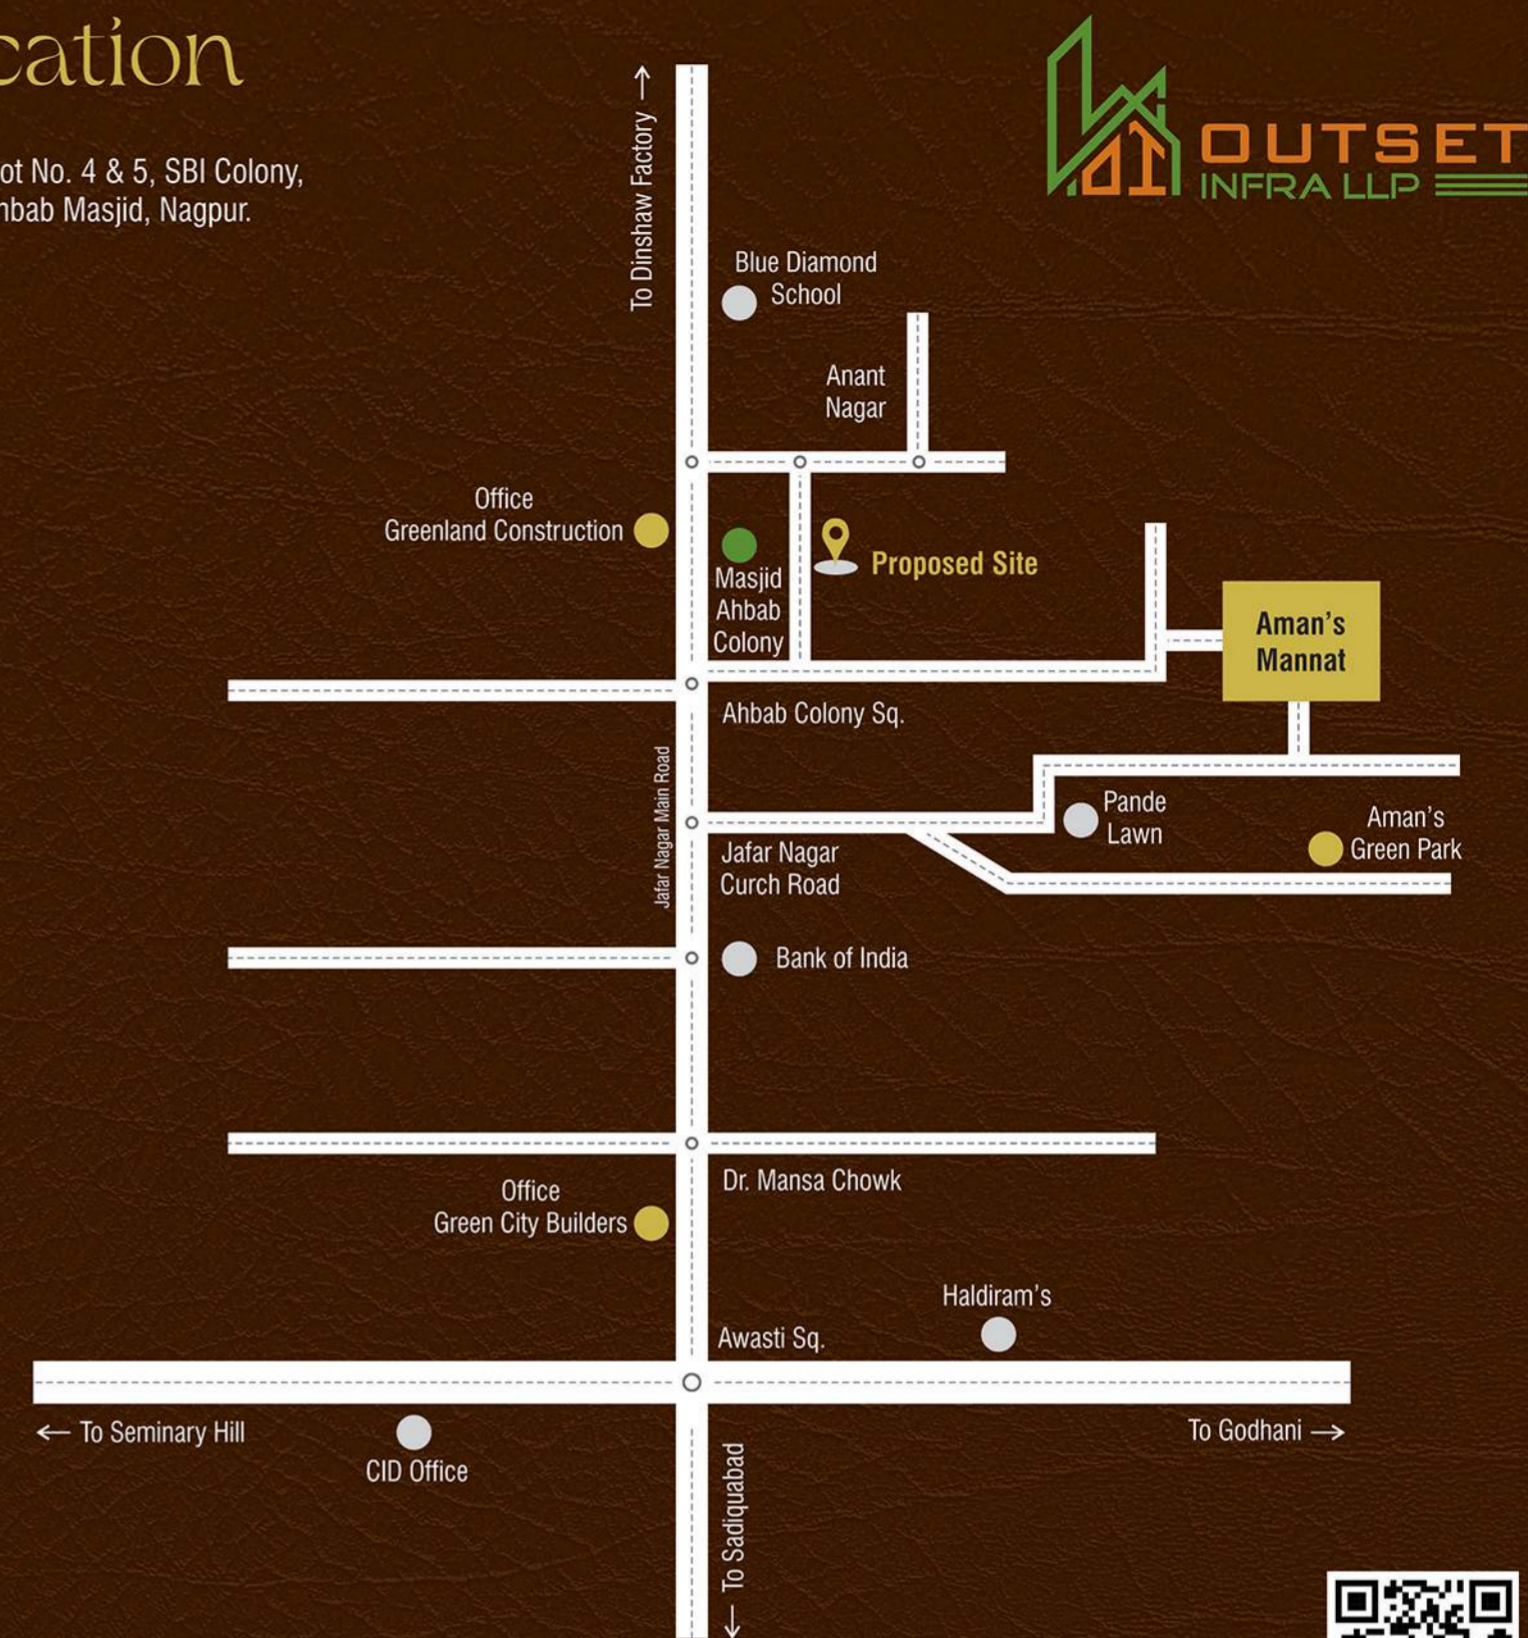 cation
ot No. 4 & 5, SBI Colony,
hbab Masjid, Nagpur.
OUTSET
INFRA LLP
To Dinshaw Factory
Blue Diamond
School
Anant
Nagar
Office
Greenland Construction
Masjid
Ahbab
Colony
Proposed Site
Aman's
Mannat
Ahbab Colony Sq.
Jafar Nagar Main Road
Pande
Lawn
Aman's
Green Park
Jafar Nagar
Curch Road
Bank of India
Dr. Mansa Chowk
Office
Green City Builders
Haldiram's
Awasti Sq.
To Seminary Hill
To Godhani
CID Office
To Sadiquabad